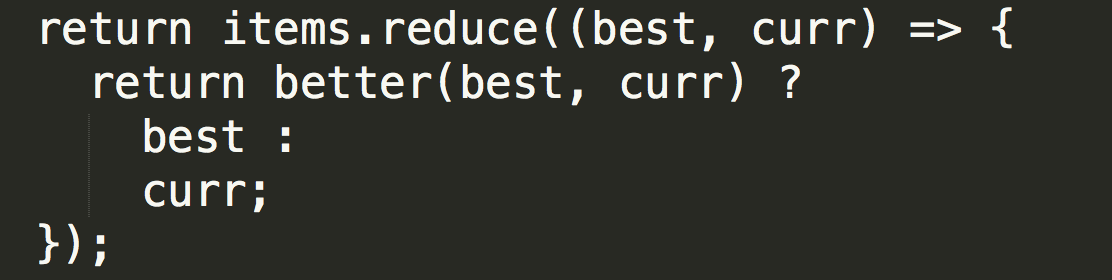 return items.reduce((best, curr) => {
  return better(best, curr) ?
    best :
    curr;
});